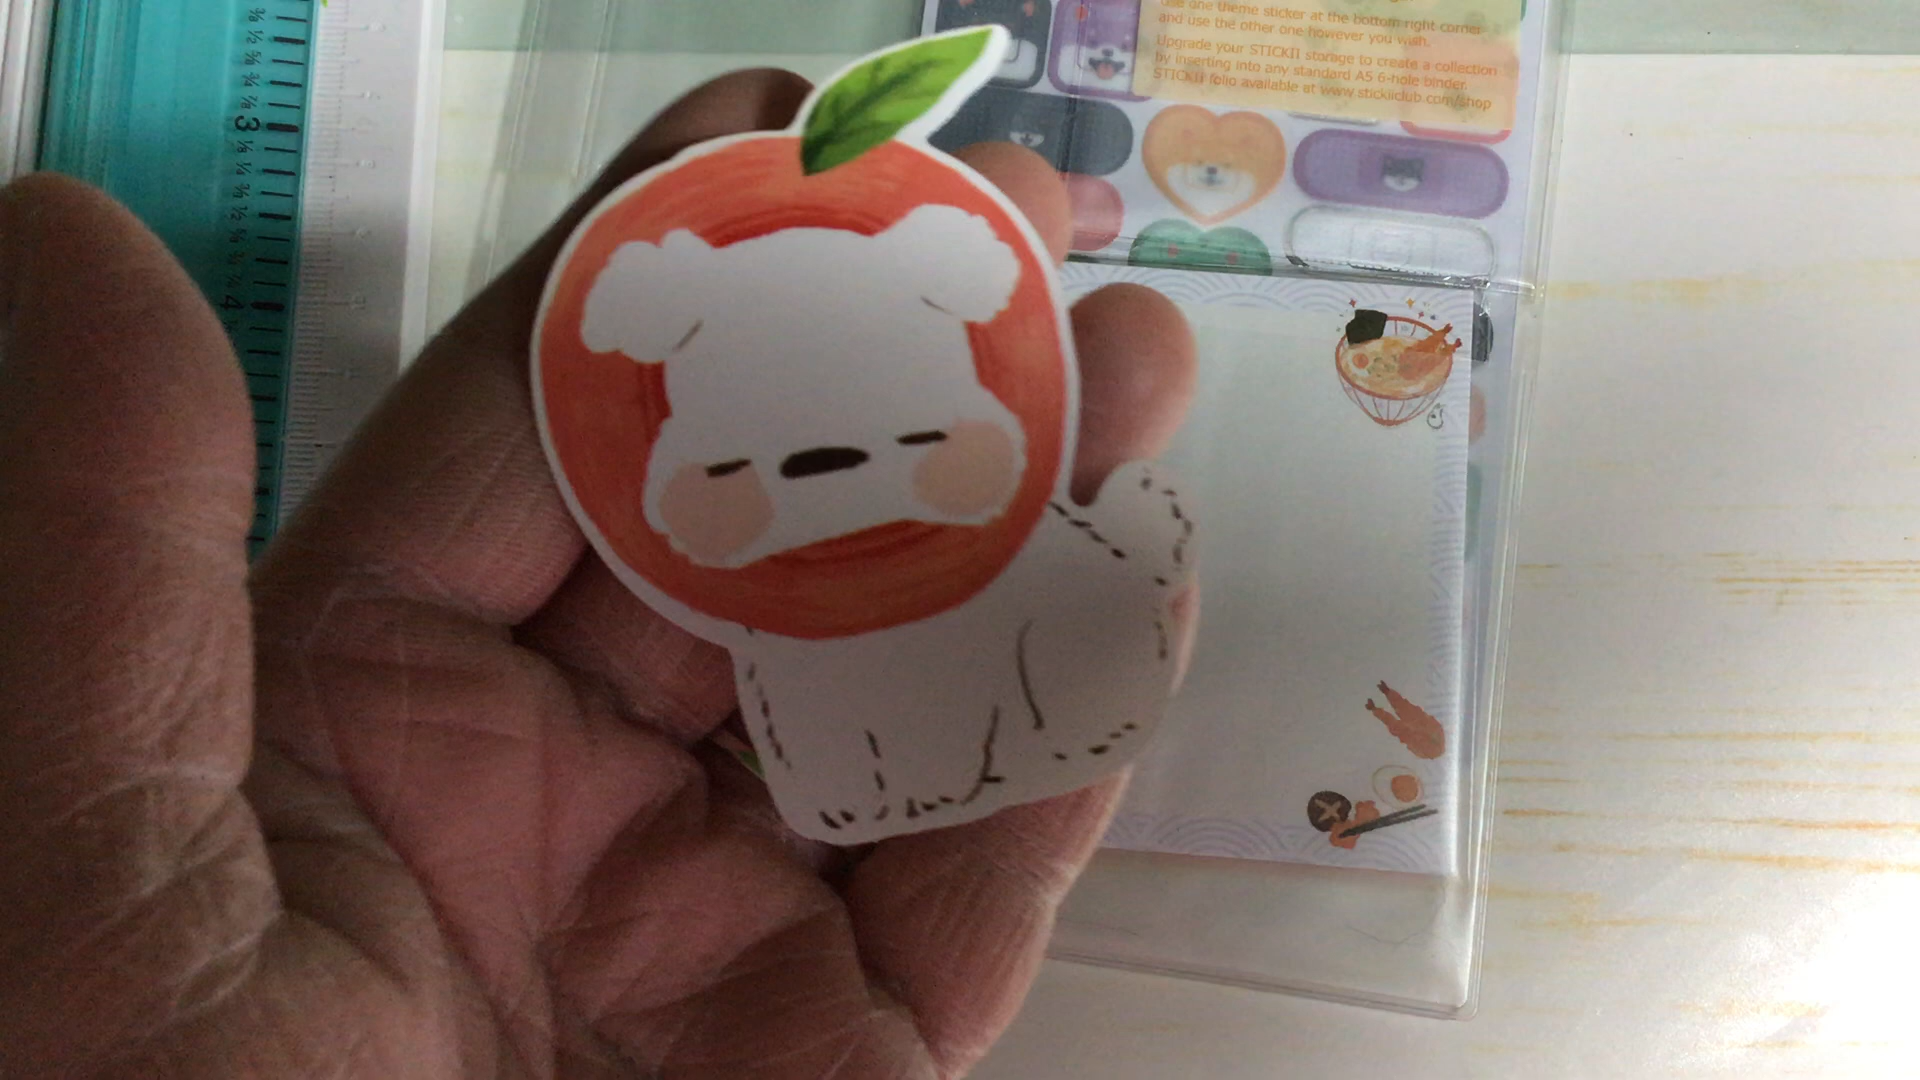 use one theme sticker at the bottom right corner
and use the other one however you wish.
Upgrade your STICKII storage to create a collection
by inserting into any standard A5 6-hole binder.
STICKII folio available at www.stickiiclub.com/shop
3
4